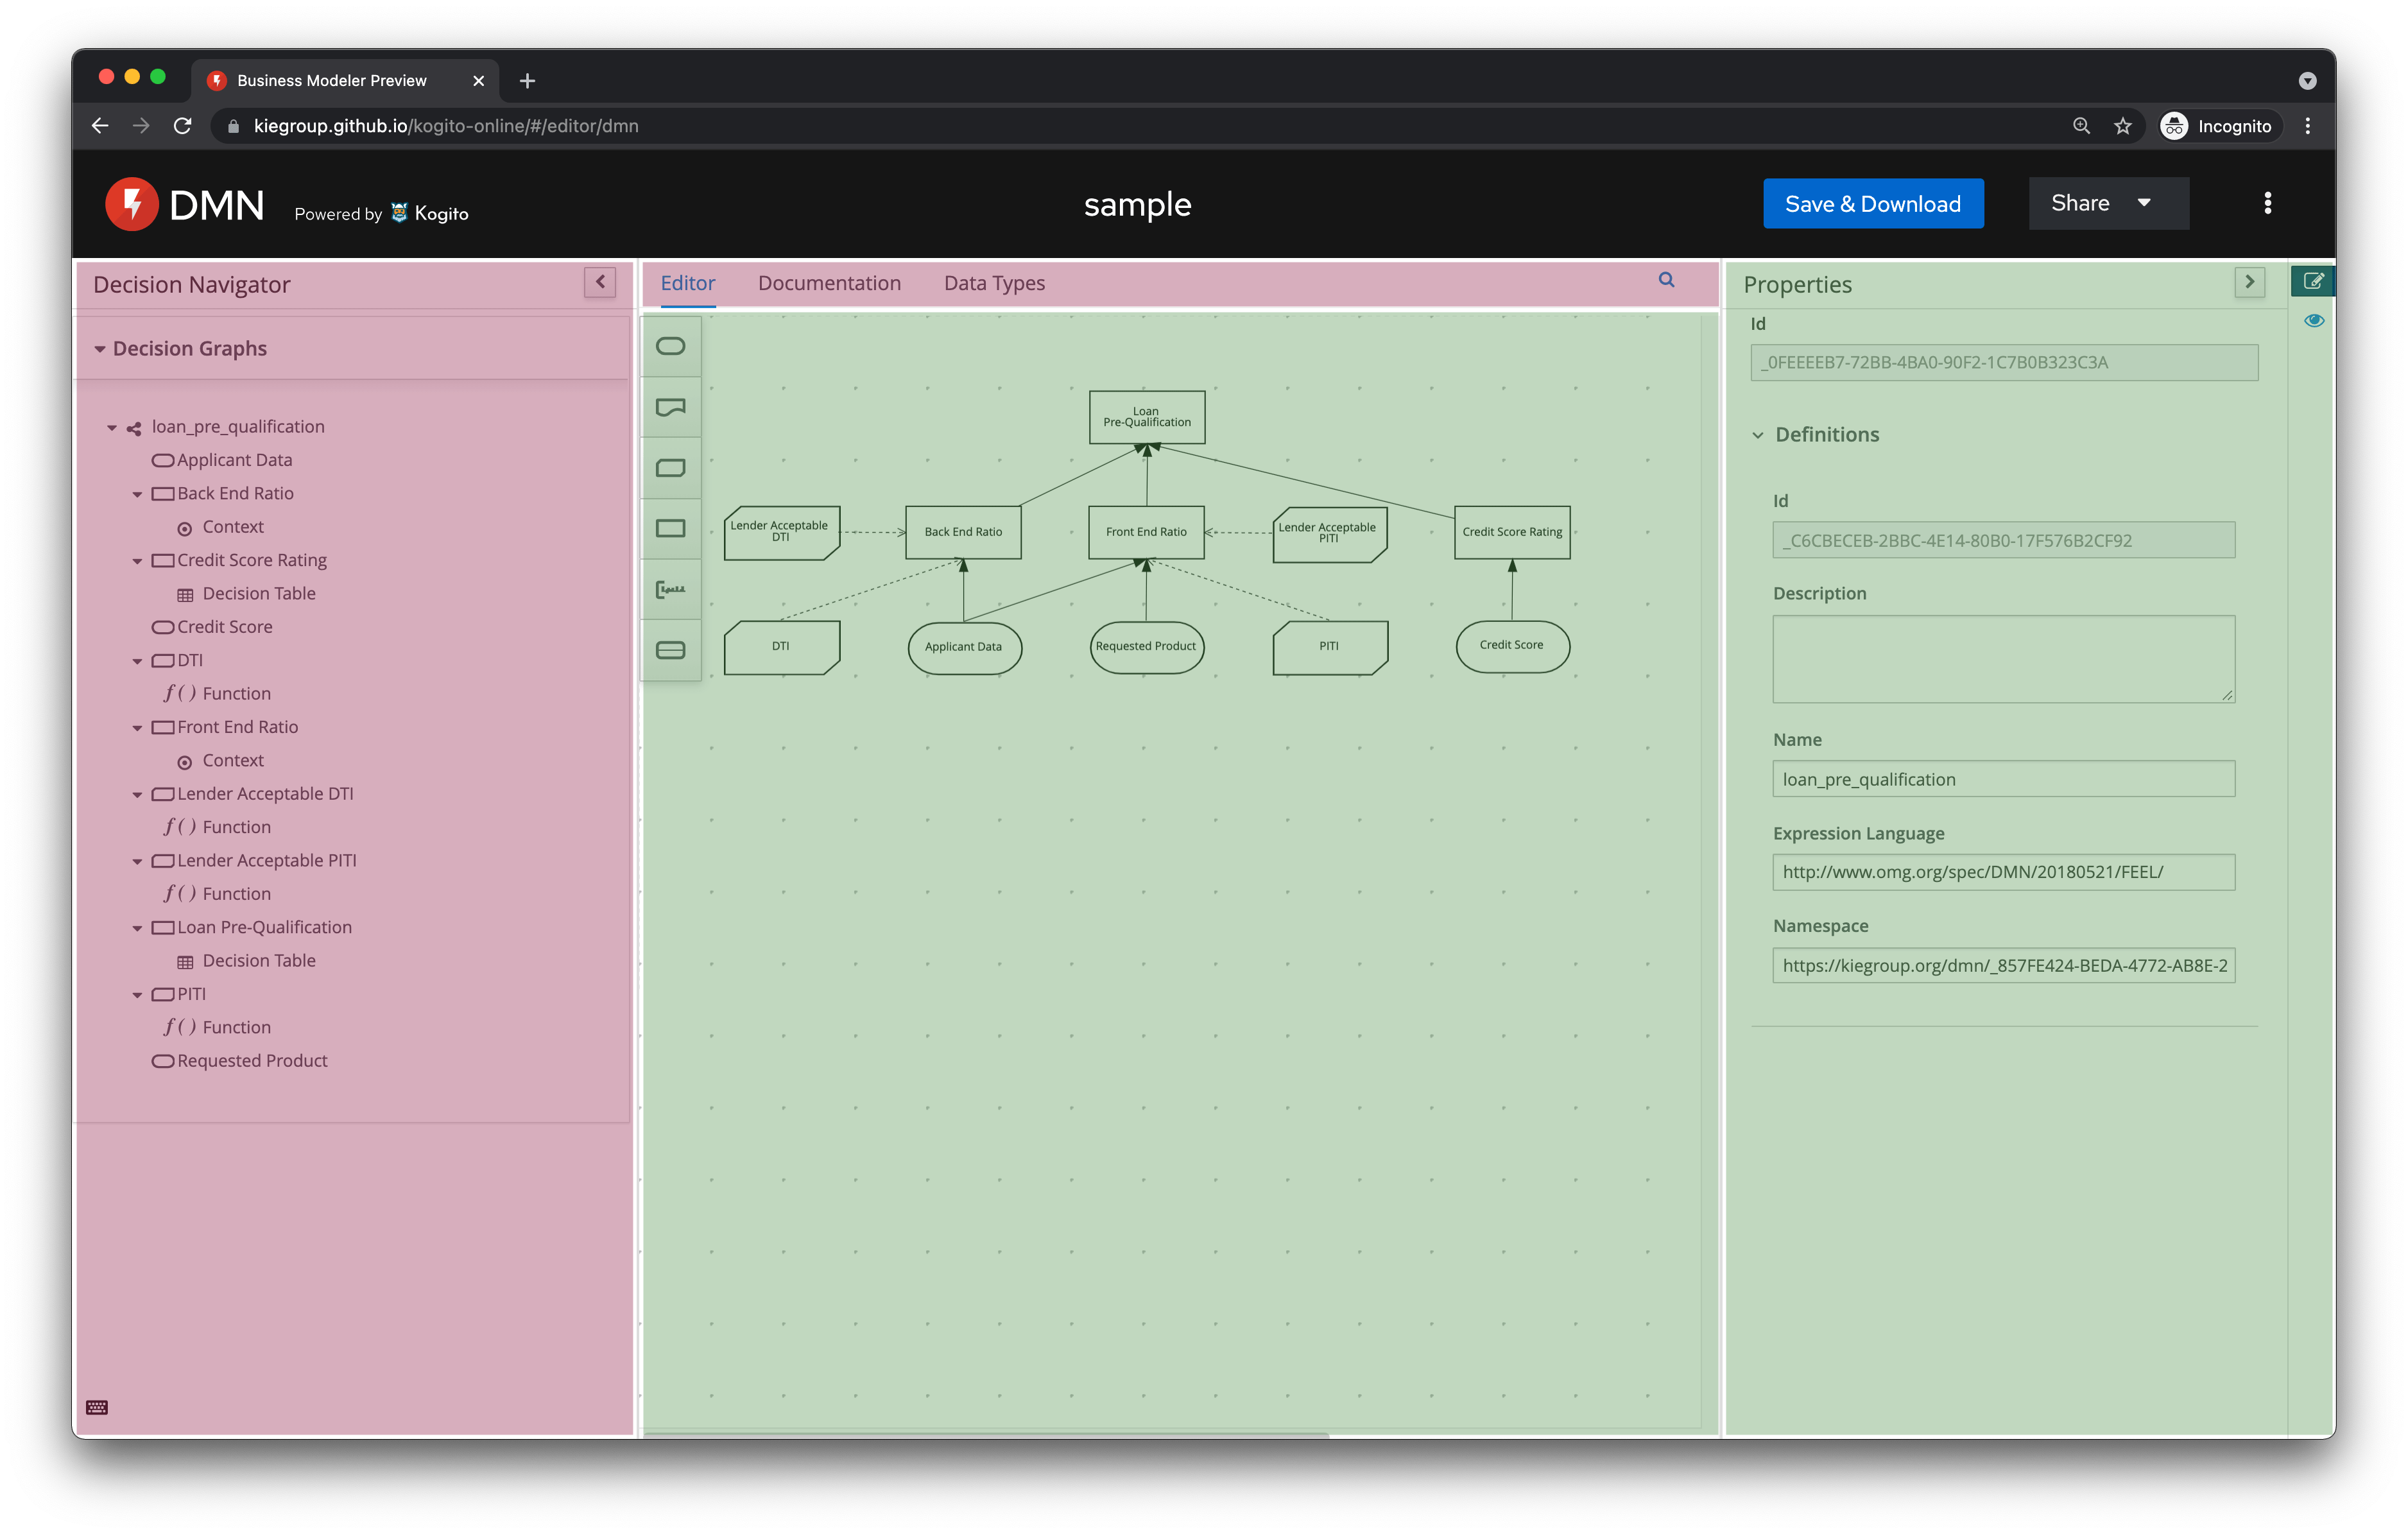 Business Modeler Preview
kiegroup.github.io/kogito-online/#/editor/dmn
Incognito
DMN
Powered by Kogito
sample
Save & Download
Share
Decision Navigator
Decision Graphs
loan_pre_qualification
Applicant Data
Back End Ratio
Context
Credit Score Rating
Decision Table
Credit Score
DTI
f ( ) Function
Front End Ratio
Context
Lender Acceptable DTI
f ( ) Function
Lender Acceptable PITI
f ( ) Function
Loan Pre-Qualification
Decision Table
PITI
f ( ) Function
Requested Product
Editor
Documentation
Data Types
Loan
Pre-Qualification
Lender Acceptable
DTI
Back End Ratio
Front End Ratio
Lender Acceptable
PITI
Credit Score Rating
DTI
Applicant Data
Requested Product
PITI
Credit Score
Properties
Id
_0FEEEEB7-72BB-4BA0-90F2-1C7B0B323C3A
Definitions
Id
_C6CBECEB-2BBC-4E14-80B0-17F576B2CF92
Description
Name
loan_pre_qualification
Expression Language
http://www.omg.org/spec/DMN/20180521/FEEL/
Namespace
https://kiegroup.org/dmn/_857FE424-BEDA-4772-AB8E-2